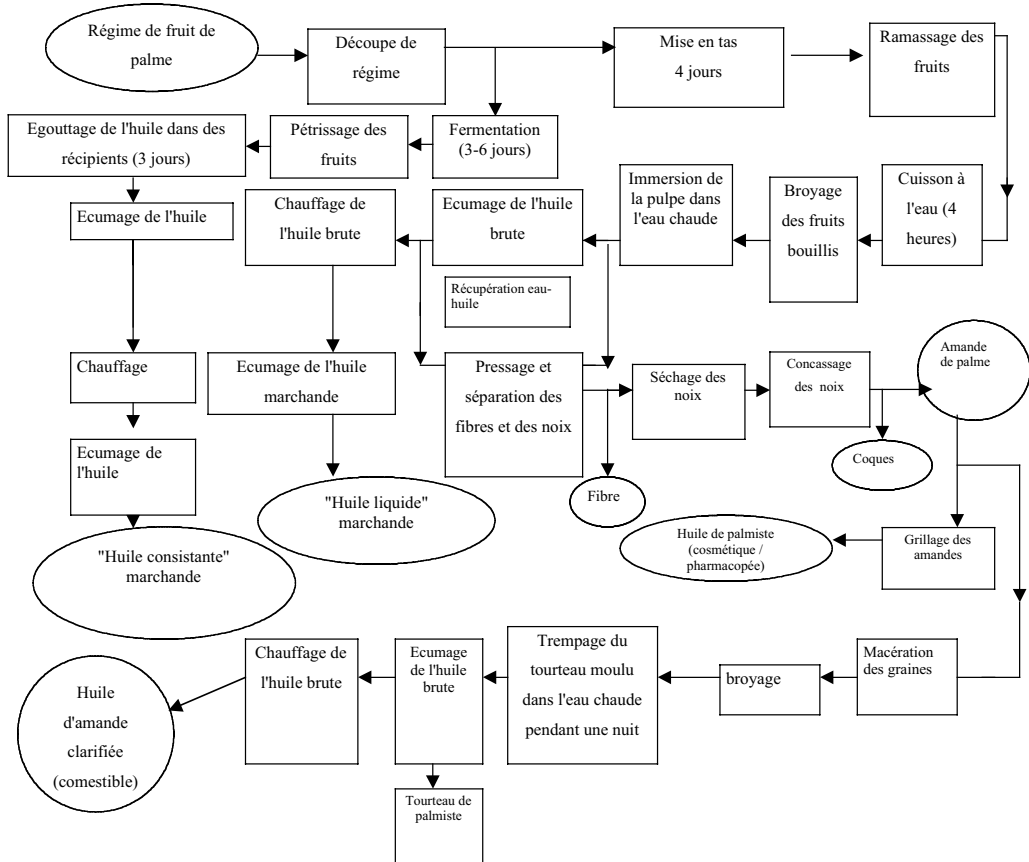 Régime de fruit de
palme
Découpe de
régime
Mise en tas
4 jours
Ramassage des
fruits
Egouttage de l'huile dans des
récipients (3 jours)
Pétrissage des
fruits
Fermentation
(3-6 jours)
Ecumage de l'huile
Chauffage de
l'huile brute
Ecumage de l'huile
brute
Immersion de
la pulpe dans
l'eau chaude
Broyage
des fruits
bouillis
Cuisson à
l'eau (4
heures)
Récupération eau-
huile
Chauffage
Ecumage de l'huile
marchande
Pressage et
séparation des
fibres et des noix
Séchage des
noix
Concassage
des noix
Amande
de palme
Ecumage de
l'huile
"Huile liquide"
marchande
Fibre
Coques
"Huile consistante"
marchande
Huile de palmiste
(cosmétique /
pharmacopée)
Grillage des
amandes
Huile
d'amande
clarifiée
(comestible)
Chauffage de
l'huile brute
Ecumage
de l'huile
brute
Trempage du
tourteau moulu
dans l'eau chaude
pendant une nuit
broyage
Macération
des graines
Tourteau de
palmiste